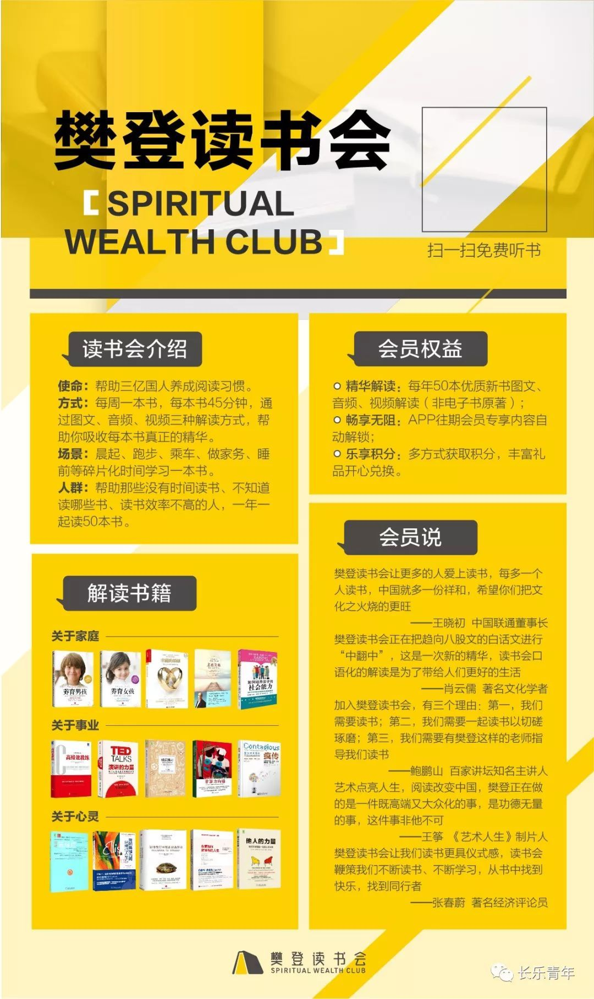 樊登读书会
[ SPIRITUAL
WEALTH CLUB ]
扫一扫免费听书
读书会介绍
使命：帮助三亿国人养成阅读习惯。
方式：每周一本书，每本书45分钟，通
过图文、音频、视频三种解读方式，帮
助你吸收每本书真正的精华。
场景：晨起、跑步、乘车、做家务、睡
前等碎片化时间学习一本书。
人群：帮助那些没有时间读书、不知道
读哪些书、读书效率不高的人，一年一
起读50本书。
会员权益
精华解读：每年50本优质新书图文、
音频、视频解读（非电子书原著）；
畅享无阻：APP往期会员专享内容自
动解锁；
乐享积分：多方式获取积分，丰富礼
品开心兑换。
解读书籍
关于家庭
养育男孩
养育女孩
RAISING
如何培养孩子的
社会能力
关于事业
高绩效教练
TED
TALKS
演讲的力量
非暴力沟通
Contagious
疯传
关于心灵
他人的力量
会员说
樊登读书会让更多的人爱上读书，每多一个
人读书，中国就多一份祥和，希望你们把文
化之火烧的更旺
——王晓初 中国联通董事长
樊登读书会正在把趋向八股文的白话文进行
“中翻中”，这是一次新的精华，读书会口
语化的解读是为了带给人们更好的生活
——肖云儒 著名文化学者
加入樊登读书会，有三个理由：第一，我们
需要读书；第二，我们需要一起读书以切磋
琢磨；第三，我们需要有樊登这样的老师指
导我们读书
——鲍鹏山 百家讲坛知名主讲人
艺术点亮人生，阅读改变中国，樊登正在做
的是一件既高端又大众化的事，是功德无量
的事，这件事非他不可
——王筝 《艺术人生》制片人
樊登读书会让我们读书更具仪式感，读书会
鞭策我们不断读书、不断学习，从书中找到
快乐，找到同行者
——张春蔚 著名经济评论员
樊登读书会
SPIRITUAL WEALTH CLUB
长乐青年